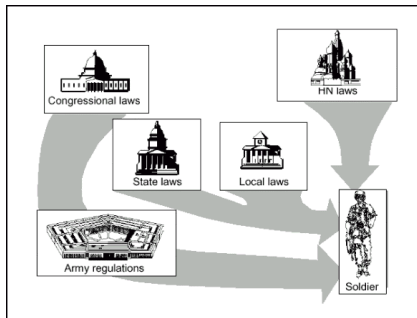 Congressional laws
HN laws
State laws
Local laws
Army regulations
Soldier